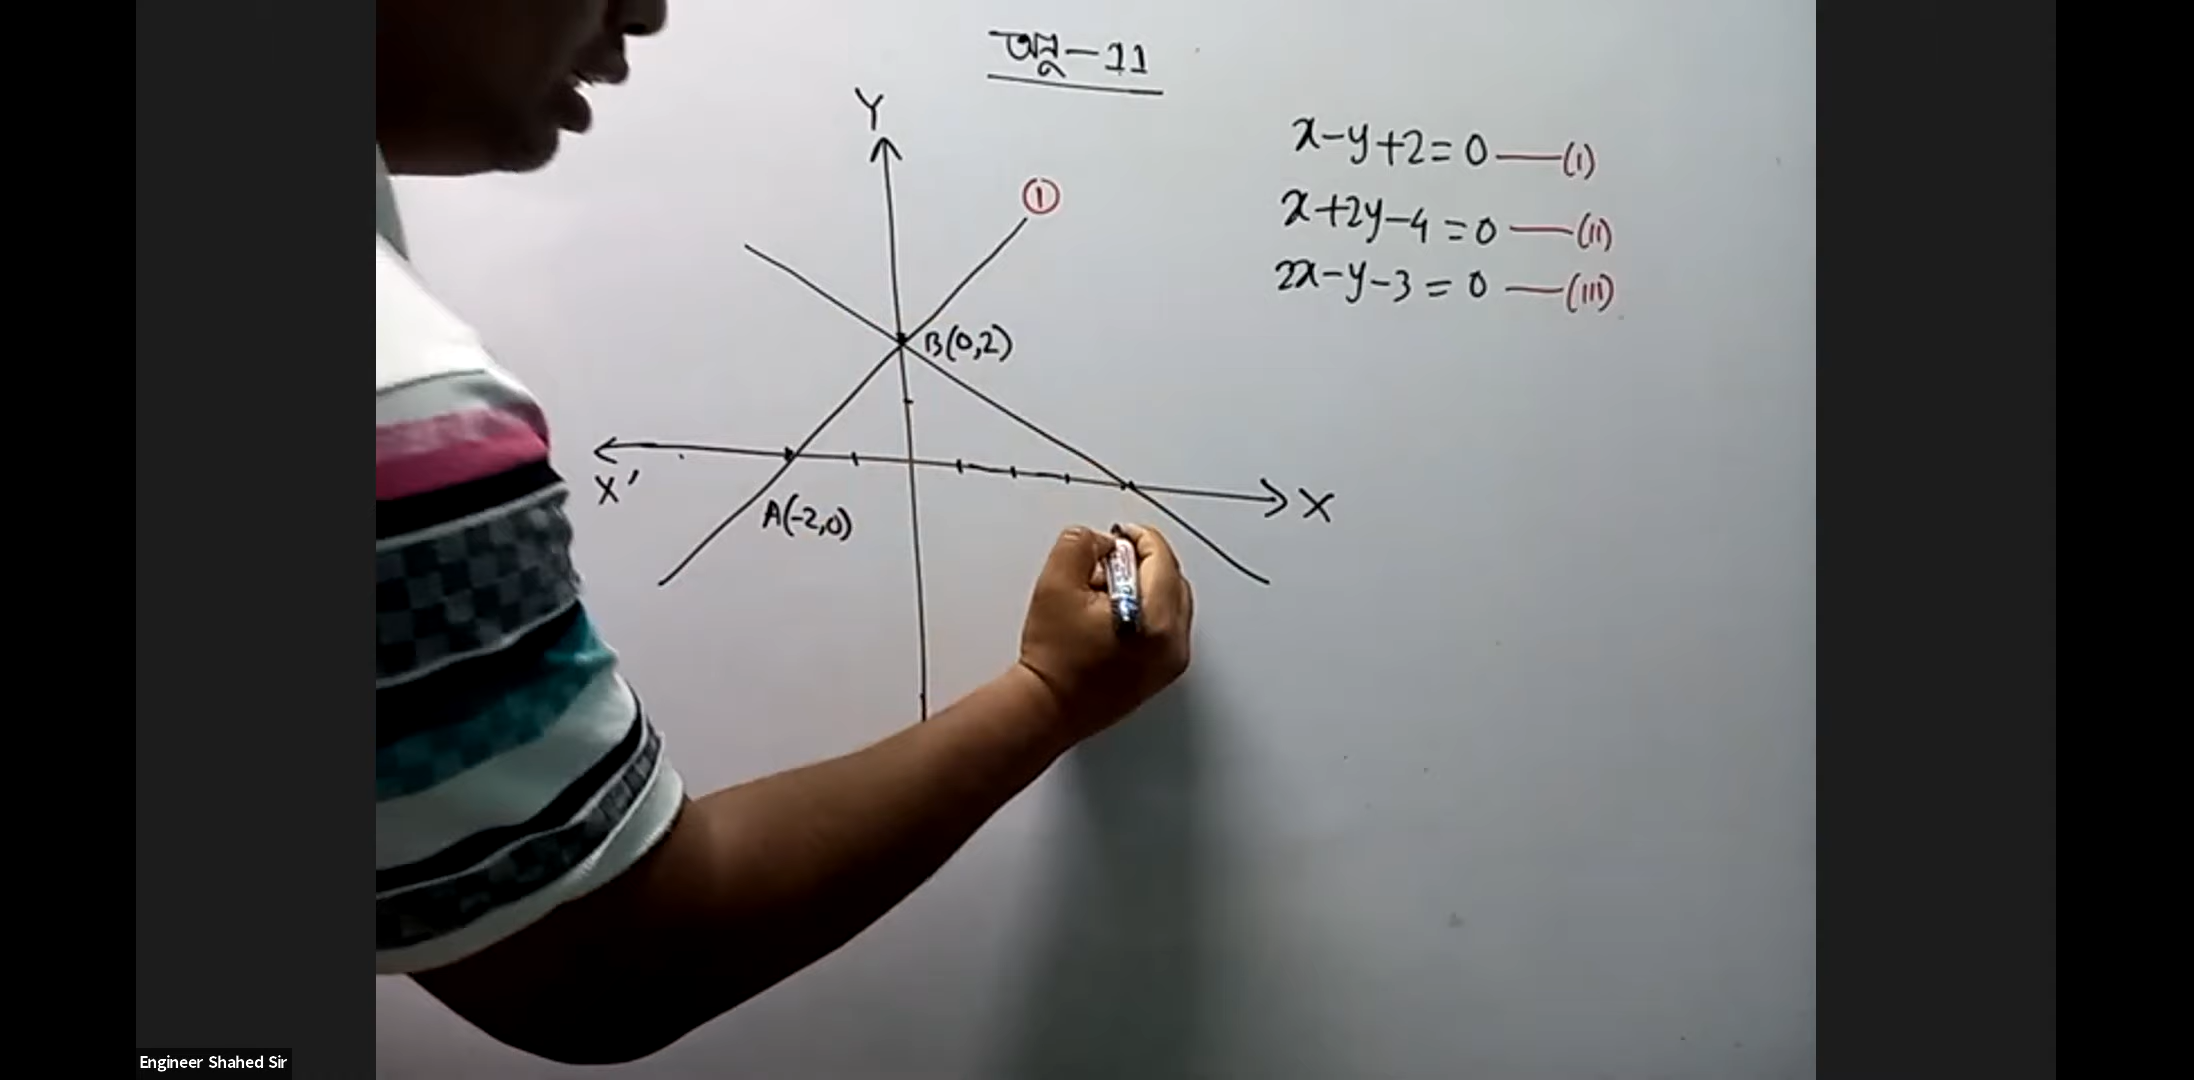 অনু-11
Y
①
x-y+2=0 —(I)
x+2y-4=0 —(II)
2x-y-3=0 —(III)
B(0,2)
X'
X
A(-2,0)
Engineer Shahed Sir